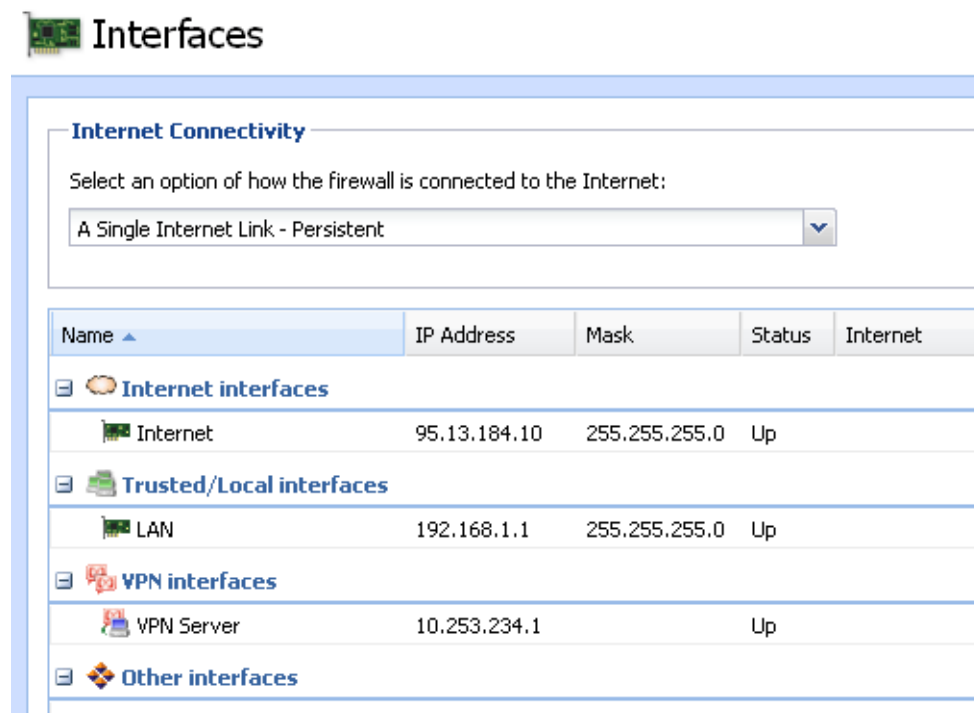 Interfaces
Internet Connectivity
Select an option of how the firewall is connected to the Internet:
A Single Internet Link - Persistent
Name IP Address Mask Status Internet
Internet interfaces
Internet 95.13.184.10 255.255.255.0 Up
Trusted/Local interfaces
LAN 192.168.1.1 255.255.255.0 Up
VPN interfaces
VPN Server 10.253.234.1 Up
Other interfaces